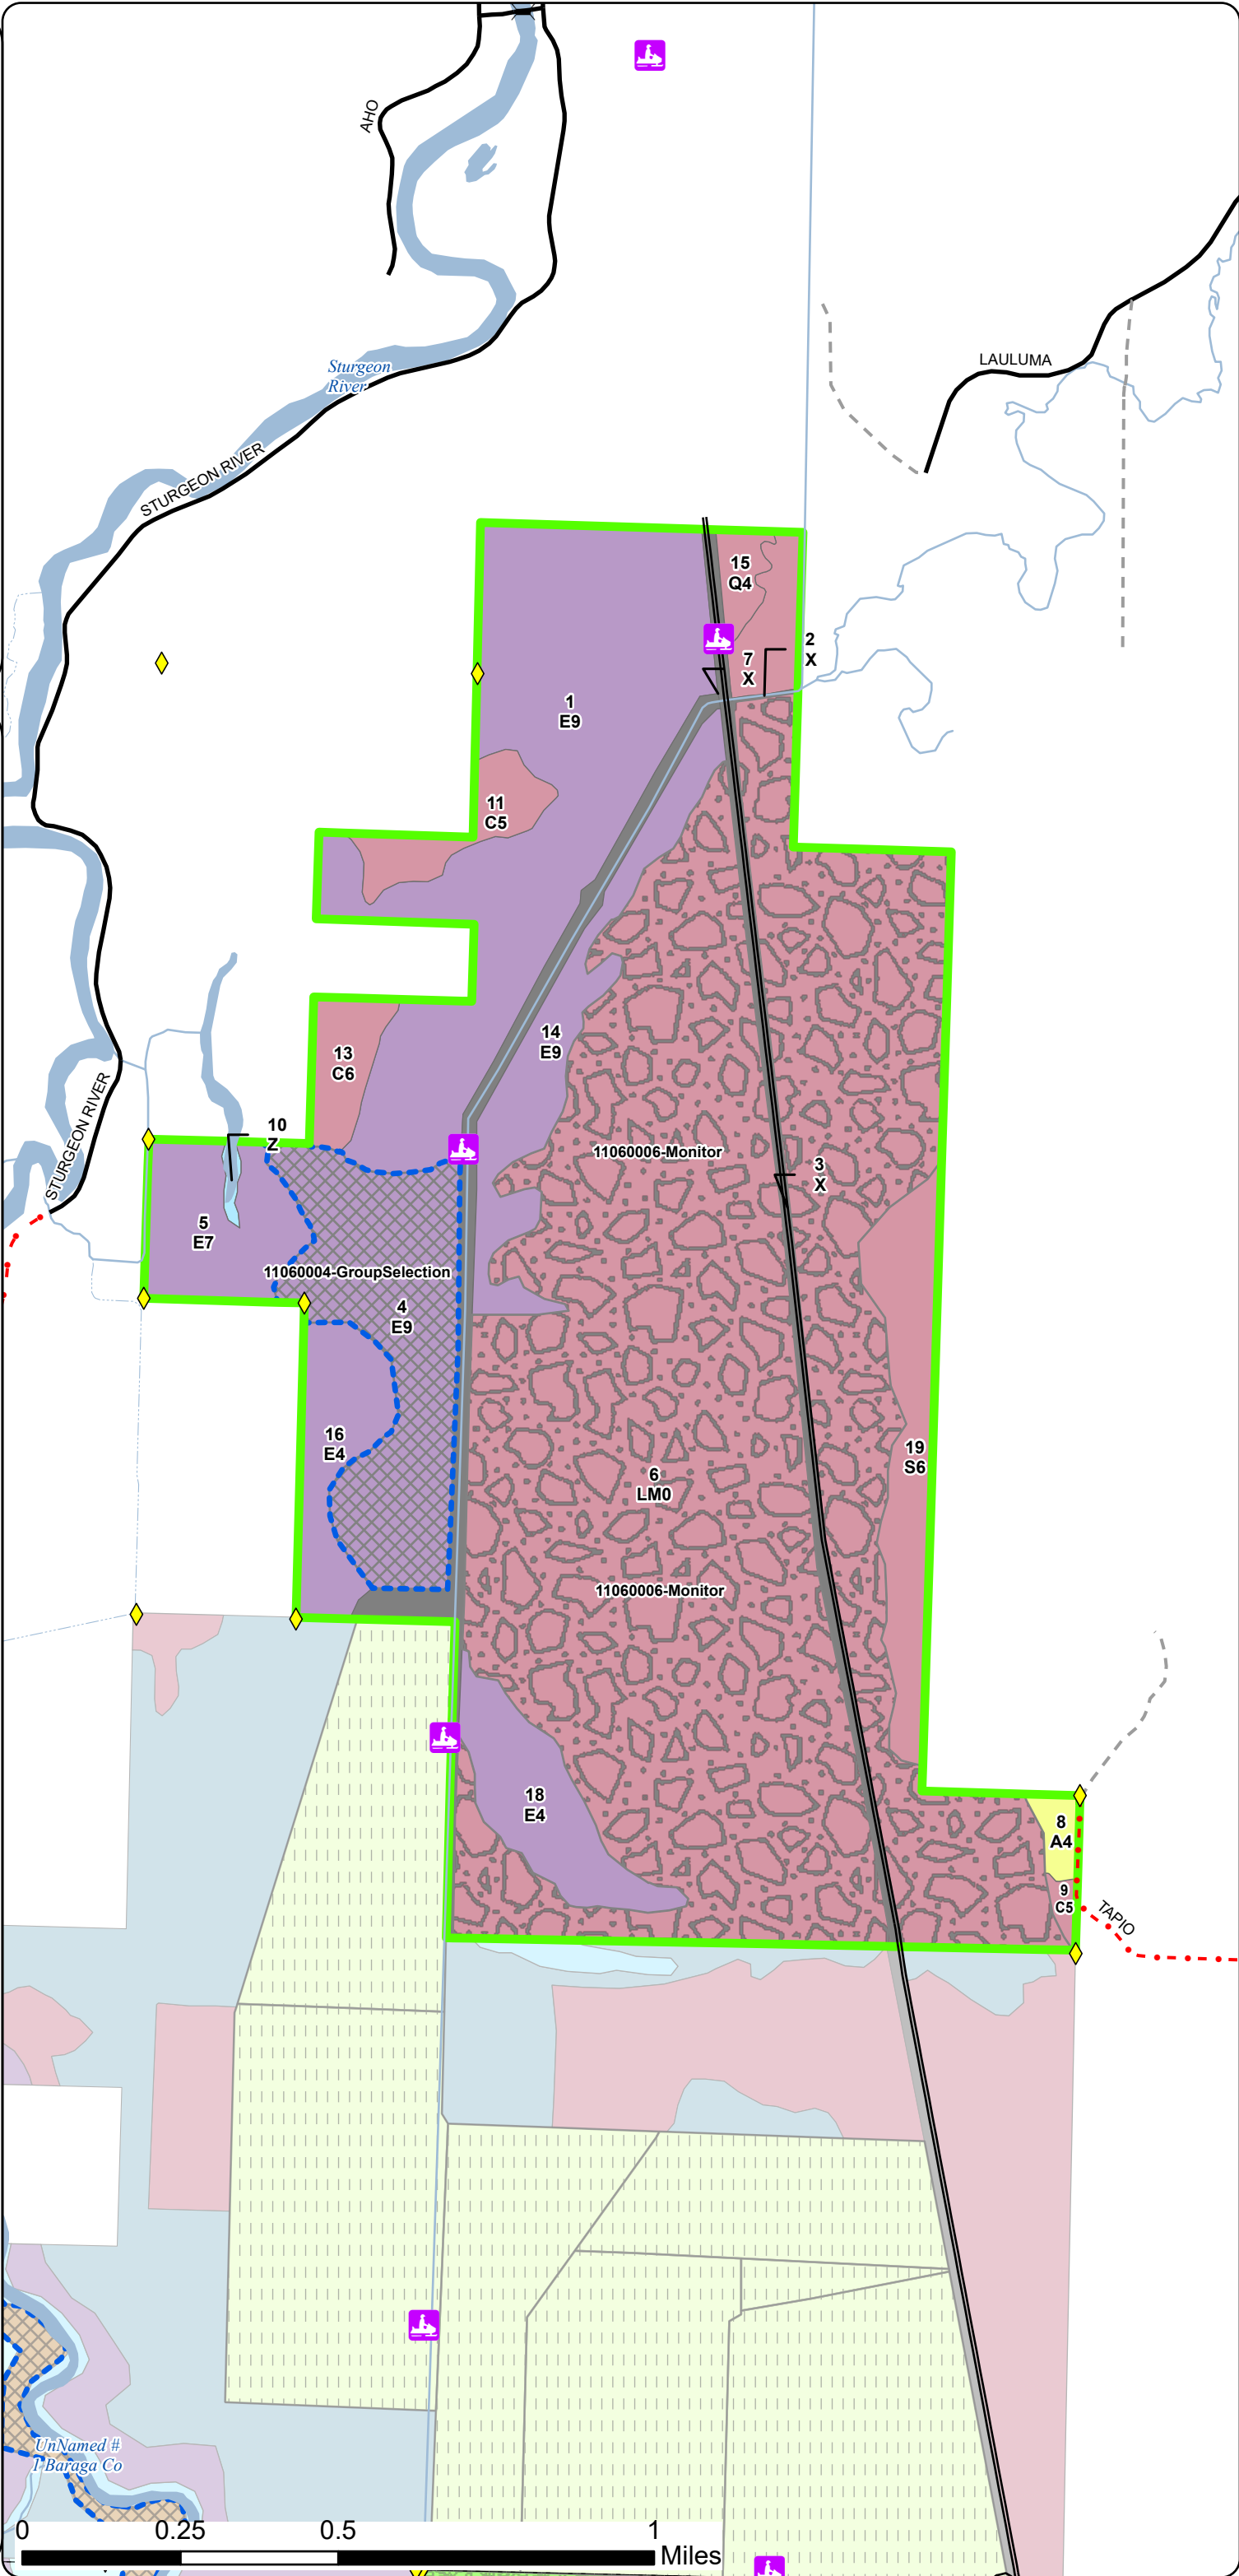 AHO
Sturgeon
River
LAULUMA
STURGEON RIVER
15
Q4
2
X
7
X
1
E9
11
C5
14
E9
13
C6
STURGEON RIVER
10
Z
11060006-Monitor
3
X
5
E7
11060004-GroupSelection
4
E9
16
E4
19
S6
6
LM0
11060006-Monitor
18
E4
8
A4
9
C5
TAPIO
UnNamed #
1 Baraga Co
0 0.25 0.5 1
Miles